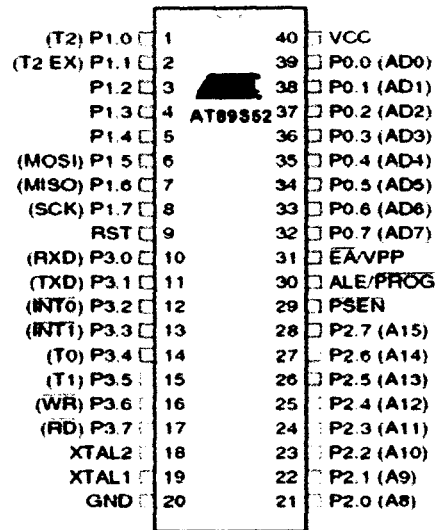 (T2) P1.0 1 40 VCC
(T2 EX) P1.1 2 39 P0.0 (AD0)
P1.2 3 38 P0.1 (AD1)
P1.3 4 AT89S52 37 P0.2 (AD2)
P1.4 5 36 P0.3 (AD3)
(MOSI) P1.5 6 35 P0.4 (AD4)
(MISO) P1.6 7 34 P0.5 (AD5)
(SCK) P1.7 8 33 P0.6 (AD6)
RST 9 32 P0.7 (AD7)
(RXD) P3.0 10 31 E̅A̅/VPP
(TXD) P3.1 11 30 ALE/P̅R̅O̅G̅
(I̅N̅T̅0̅) P3.2 12 29 P̅S̅E̅N̅
(I̅N̅T̅1̅) P3.3 13 28 P2.7 (A15)
(T0) P3.4 14 27 P2.6 (A14)
(T1) P3.5 15 26 P2.5 (A13)
(W̅R̅) P3.6 16 25 P2.4 (A12)
(R̅D̅) P3.7 17 24 P2.3 (A11)
XTAL2 18 23 P2.2 (A10)
XTAL1 19 22 P2.1 (A9)
GND 20 21 P2.0 (A8)